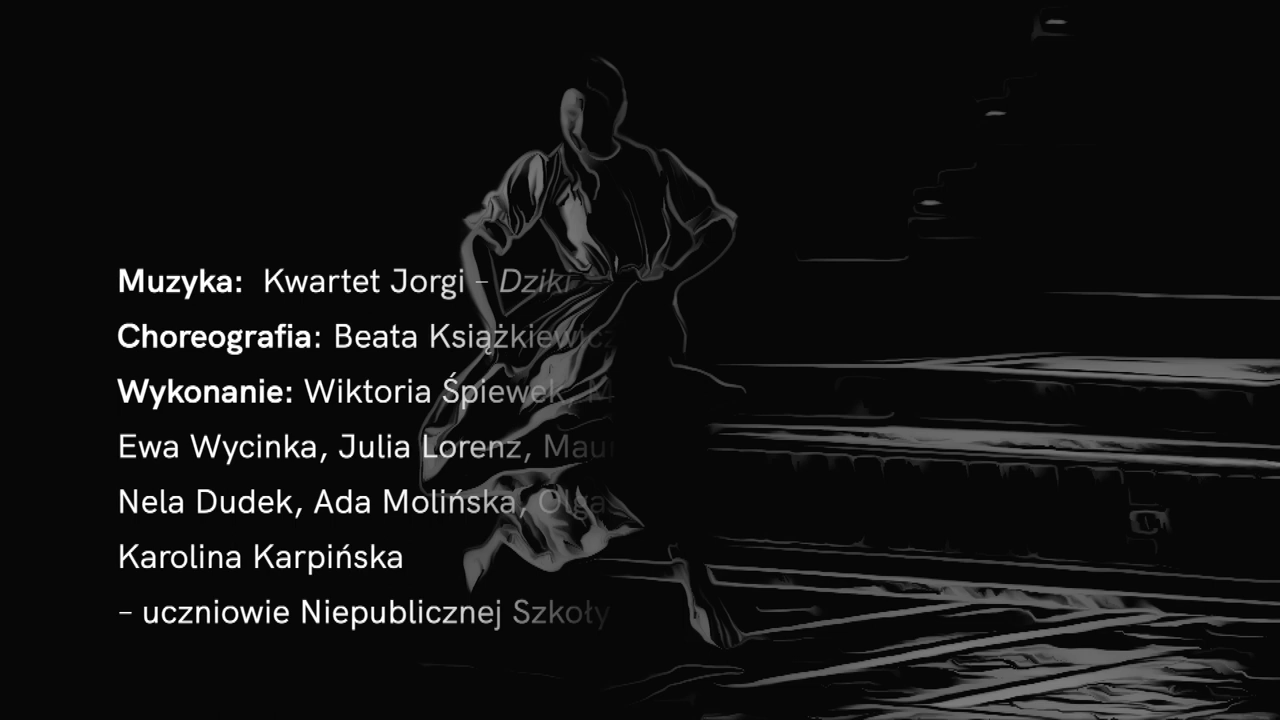 Muzyka: Kwartet Jorgi – Dziki
Choreografia: Beata Książkiewicz
Wykonanie: Wiktoria Śpiewek,
Ewa Wycinka, Julia Lorenz,
Nela Dudek, Ada Molińska, Olga
Karolina Karpińska
– uczniowie Niepublicznej Szkoły